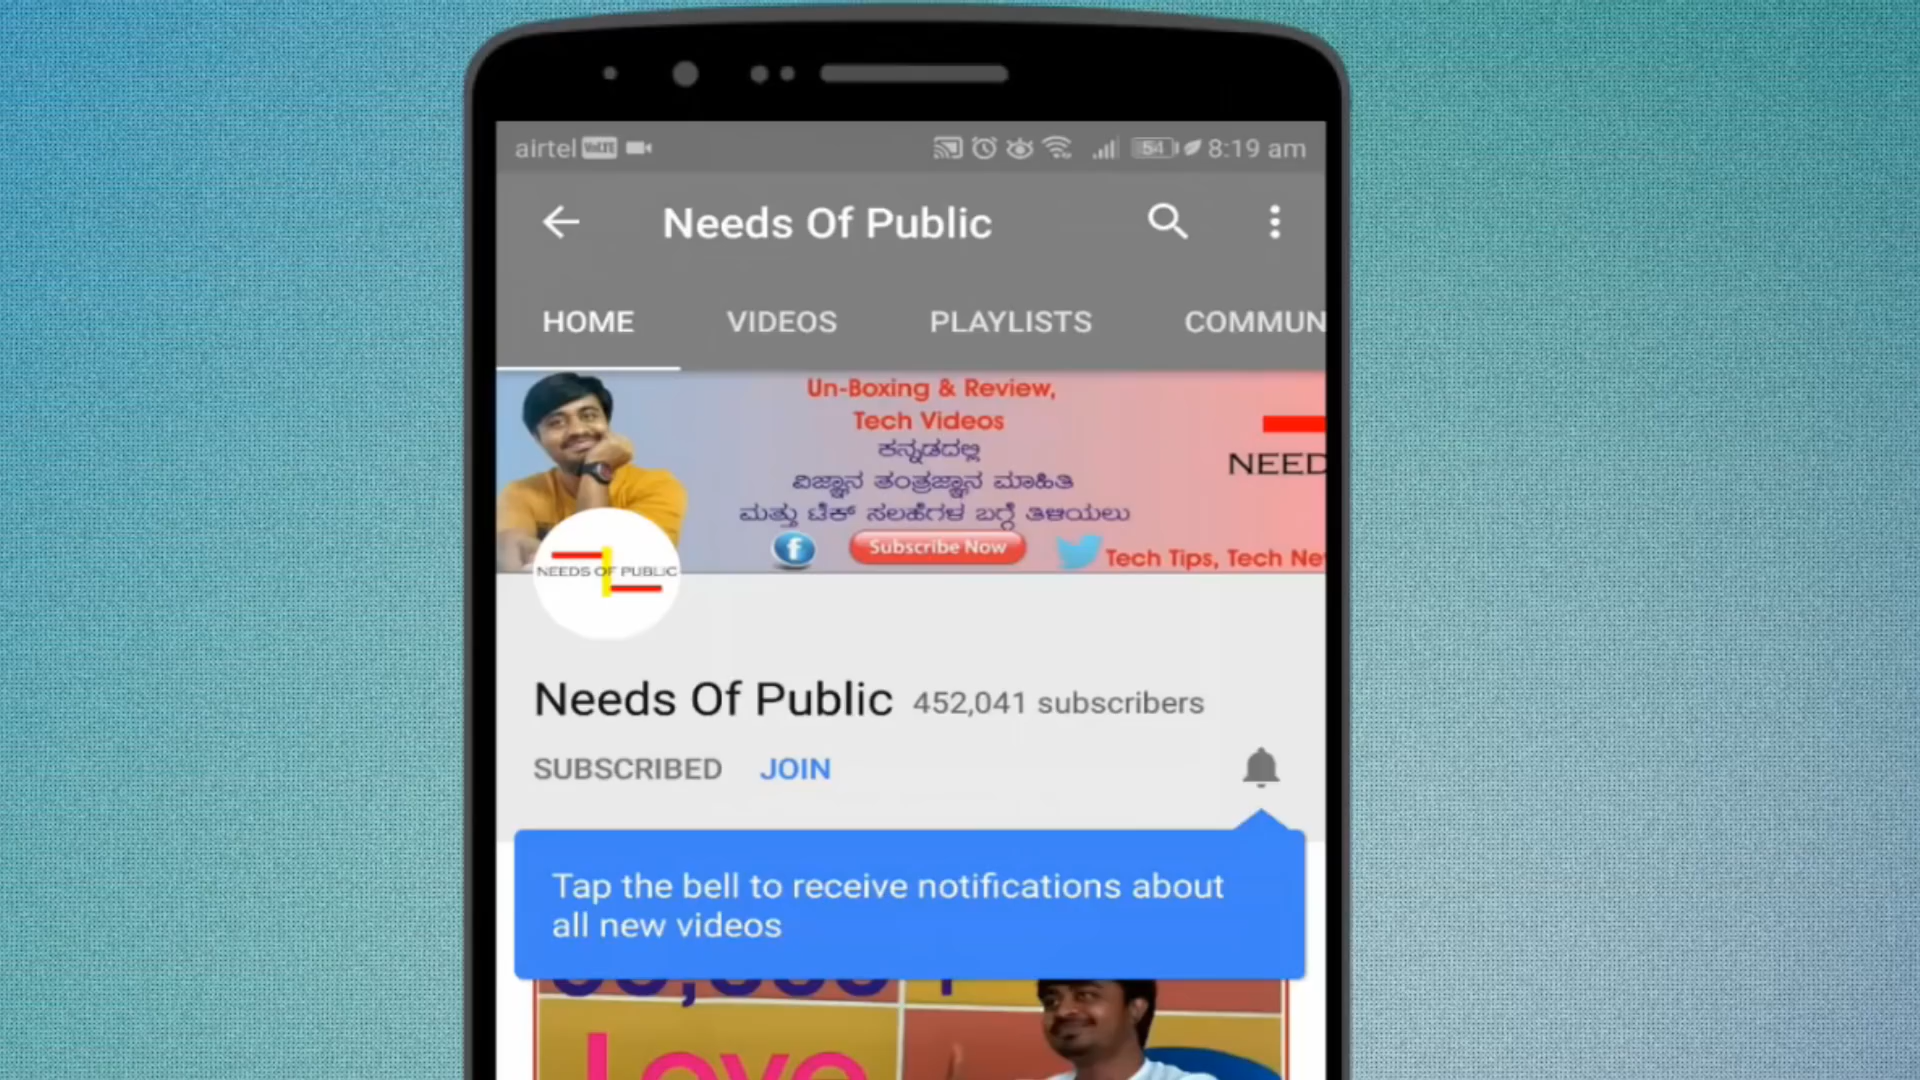 airtel VoLTE 54 8:19 am
Needs Of Public
HOME VIDEOS PLAYLISTS COMMUN
Un-Boxing & Review,
Tech Videos
ಕನ್ನಡದಲ್ಲಿ
ವಿಜ್ಞಾನ ತಂತ್ರಜ್ಞಾನ ಮಾಹಿತಿ
ಮತ್ತು ಟೆಕ್ ಸಲಹೆಗಳ ಬಗ್ಗೆ ತಿಳಿಯಲು
NEED
f Subscribe Now
Tech Tips, Tech Ne
NEEDS OF PUBLIC
Needs Of Public 452,041 subscribers
SUBSCRIBED JOIN
Tap the bell to receive notifications about
all new videos
Love